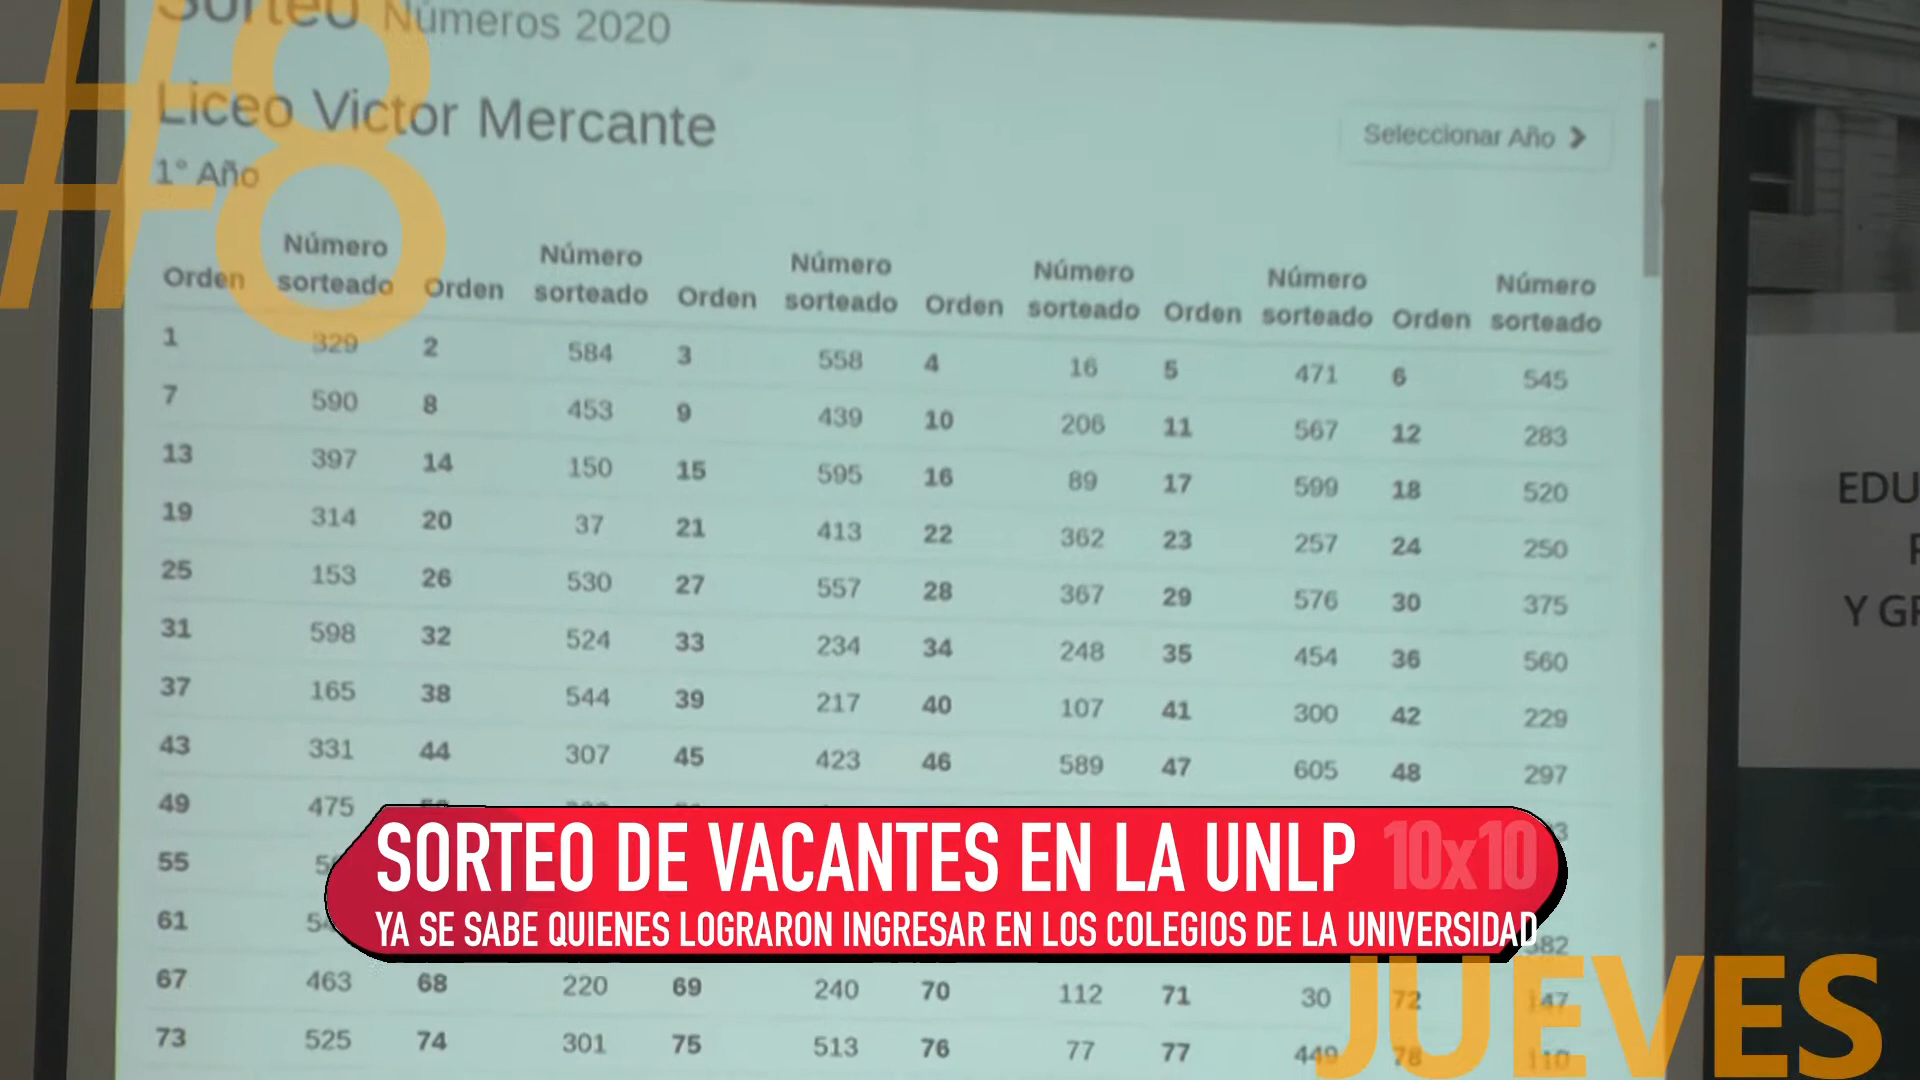 #8
Sorteo Números 2020
Liceo Victor Mercante
Seleccionar Año
1° Año
Orden Número sorteado Orden Número sorteado Orden Número sorteado Orden Número sorteado Orden Número sorteado Orden Número sorteado
1 329 2 584 3 558 4 16 5 471 6 545
7 590 8 453 9 439 10 206 11 567 12 283
13 397 14 150 15 595 16 89 17 599 18 520
19 314 20 37 21 413 22 362 23 257 24 250
25 153 26 530 27 557 28 367 29 576 30 375
31 598 32 524 33 234 34 248 35 454 36 560
37 165 38 544 39 217 40 107 41 300 42 229
43 331 44 307 45 423 46 589 47 605 48 297
49 475
55
61
67 463 68 220 69 240 70 112 71 30 72 147
73 525 74 301 75 513 76 77 77 449 78 110
EDU
Y GR
SORTEO DE VACANTES EN LA UNLP 10x10
YA SE SABE QUIENES LOGRARON INGRESAR EN LOS COLEGIOS DE LA UNIVERSIDAD
JUEVES